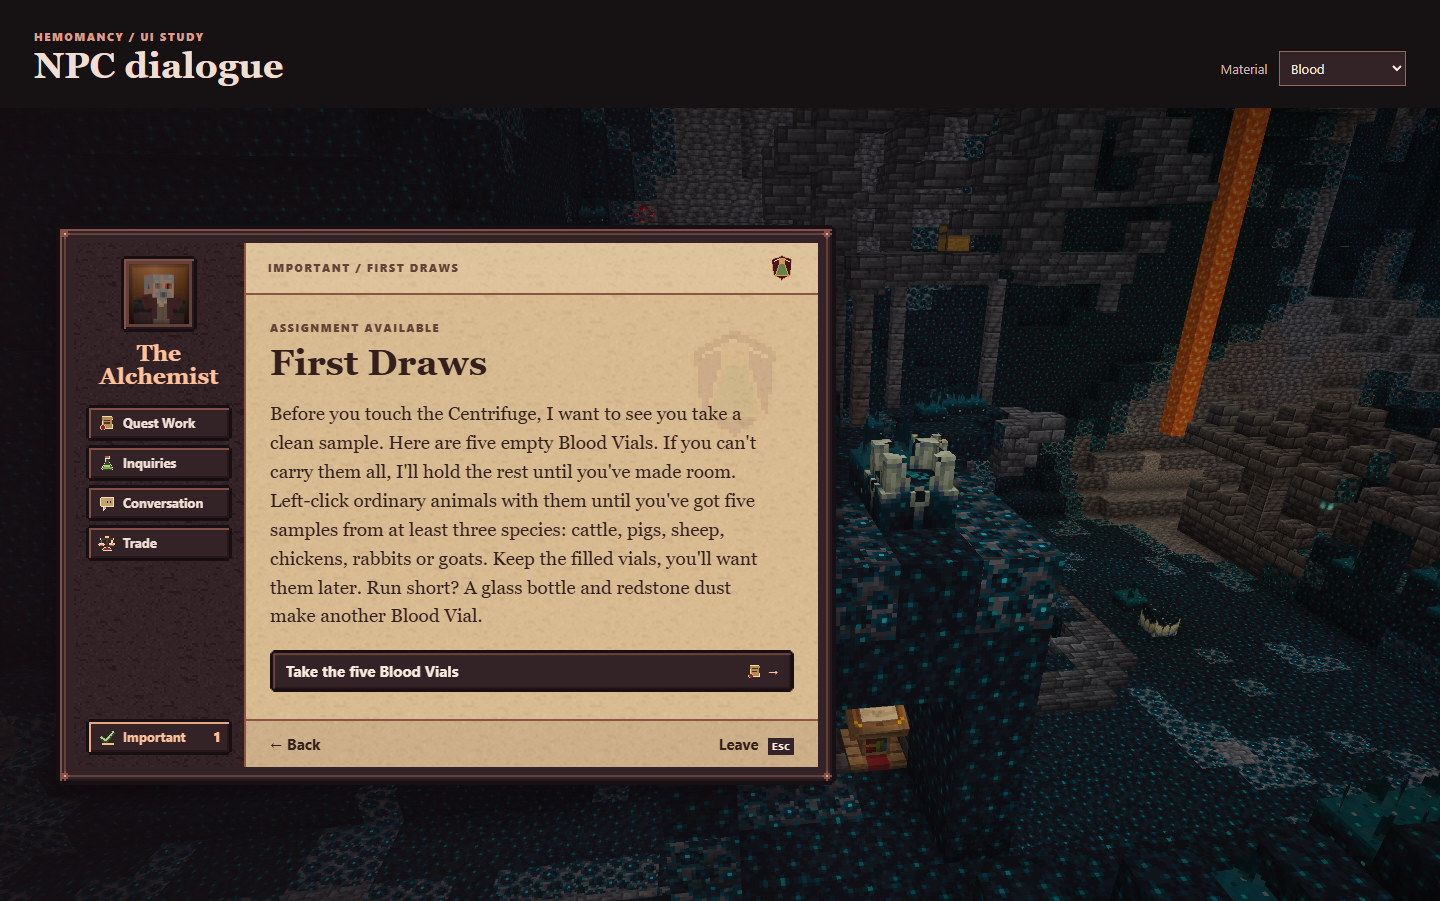 HEMOMANCY / UI STUDY
NPC dialogue
Material
Blood
The
Alchemist
Quest Work
Inquiries
Conversation
Trade
Important 1
IMPORTANT / FIRST DRAWS
ASSIGNMENT AVAILABLE
First Draws
Before you touch the Centrifuge, I want to see you take a
clean sample. Here are five empty Blood Vials. If you can't
carry them all, I'll hold the rest until you've made room.
Left-click ordinary animals with them until you've got five
samples from at least three species: cattle, pigs, sheep,
chickens, rabbits or goats. Keep the filled vials, you'll want
them later. Run short? A glass bottle and redstone dust
make another Blood Vial.
Take the five Blood Vials →
← Back
Leave Esc